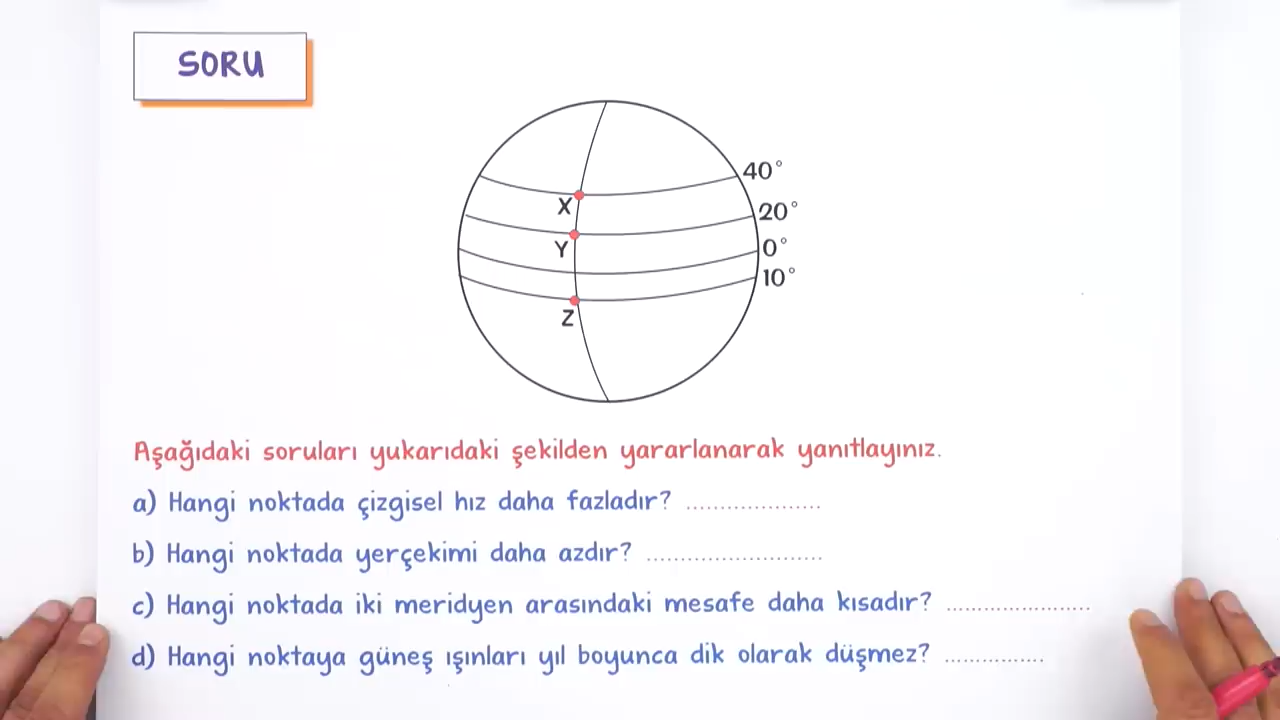 SORU
40°
X
20°
Y
0°
10°
Z
Aşağıdaki soruları yukarıdaki şekilden yararlanarak yanıtlayınız.
a) Hangi noktada çizgisel hız daha fazladır? ....................
b) Hangi noktada yerçekimi daha azdır? ..........................
c) Hangi noktada iki meridyen arasındaki mesafe daha kısadır? .......................
d) Hangi noktaya güneş ışınları yıl boyunca dik olarak düşmez? ................